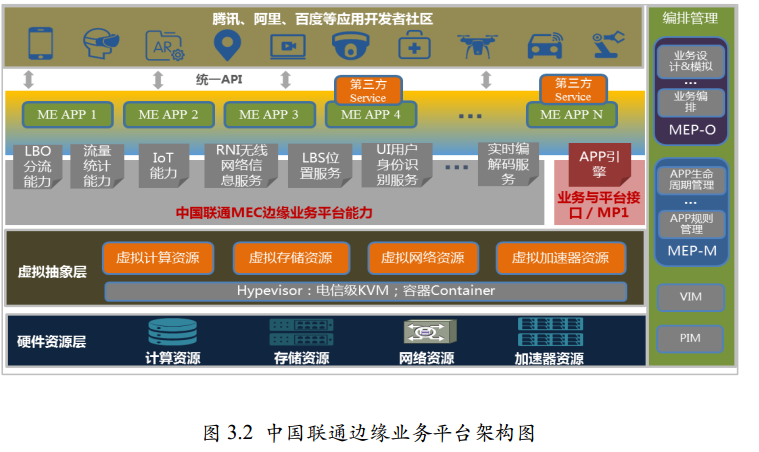 腾讯、阿里、百度等应用开发者社区
AR
统一API
第三方
Service
第三方
Service
ME APP 1
ME APP 2
ME APP 3
ME APP 4
...
ME APP N
LBO
分流
能力
流量
统计
能力
IoT
能力
RNI无线
网络信
息服务
LBS位
置服务
UI用户
身份识
别服务
...
实时编
解码服
务
APP引
擎
中国联通MEC边缘业务平台能力
业务与平台接
口 / MP1
虚拟抽象层
虚拟计算资源
虚拟存储资源
虚拟网络资源
虚拟加速器资源
Hypevisor：电信级KVM；容器Container
硬件资源层
计算资源
存储资源
网络资源
加速器资源
编排管理
业务设
计&模拟
...
业务编
排
MEP-O
APP生命
周期管理
...
APP规则
管理
MEP-M
VIM
PIM
图 3.2 中国联通边缘业务平台架构图